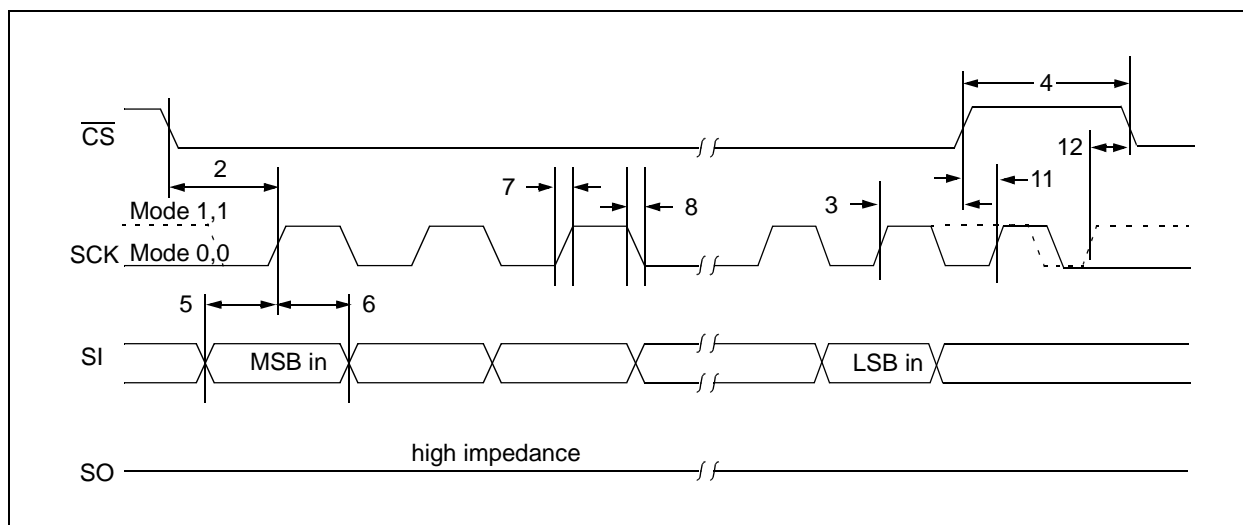 4
CS
12
2
7
11
Mode 1,1
3
8
SCK Mode 0,0
5
6
SI
MSB in
LSB in
high impedance
SO